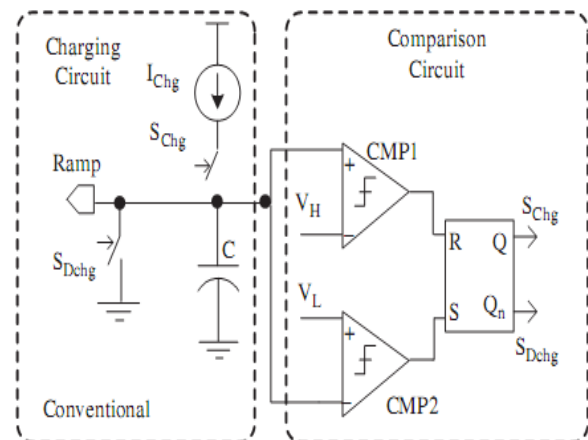 Charging
Circuit
I_Chg
S_Chg
Ramp
S_Dchg
C
Conventional
Comparison
Circuit
+
CMP1
V_H
−
R
Q
S_Chg
V_L
+
S
Q_n
S_Dchg
−
CMP2